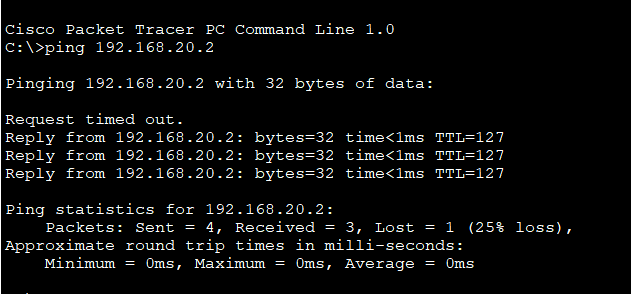 Cisco Packet Tracer PC Command Line 1.0
C:\>ping 192.168.20.2
Pinging 192.168.20.2 with 32 bytes of data:
Request timed out.
Reply from 192.168.20.2: bytes=32 time<1ms TTL=127
Reply from 192.168.20.2: bytes=32 time<1ms TTL=127
Reply from 192.168.20.2: bytes=32 time<1ms TTL=127
Ping statistics for 192.168.20.2:
Packets: Sent = 4, Received = 3, Lost = 1 (25% loss),
Approximate round trip times in milli-seconds:
Minimum = 0ms, Maximum = 0ms, Average = 0ms